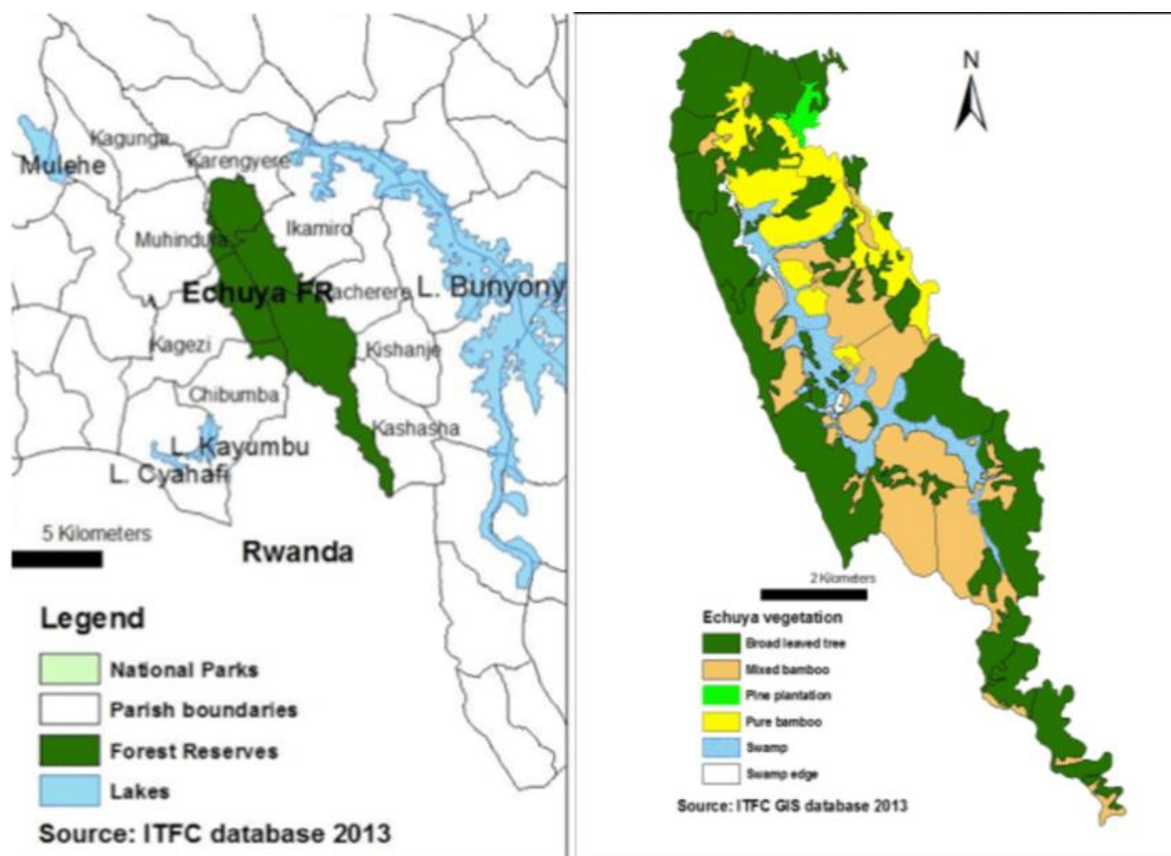 Kagunga
Mulehe
Karengyere
Ikamiro
Muhindura
L. Bunyony
Echuya FR
acherere
Kagezi
Kishanje
Chibumba
Kashasha
L. Kayumbu
L. Cyahafi
5 Kilometers
Rwanda
Legend
National Parks
Parish boundaries
Forest Reserves
Lakes
Source: ITFC database 2013
N
2 Kilometers
Echuya vegetation
Broad leaved tree
Mixed bamboo
Pine plantation
Pure bamboo
Swamp
Swamp edge
Source: ITFC GIS database 2013